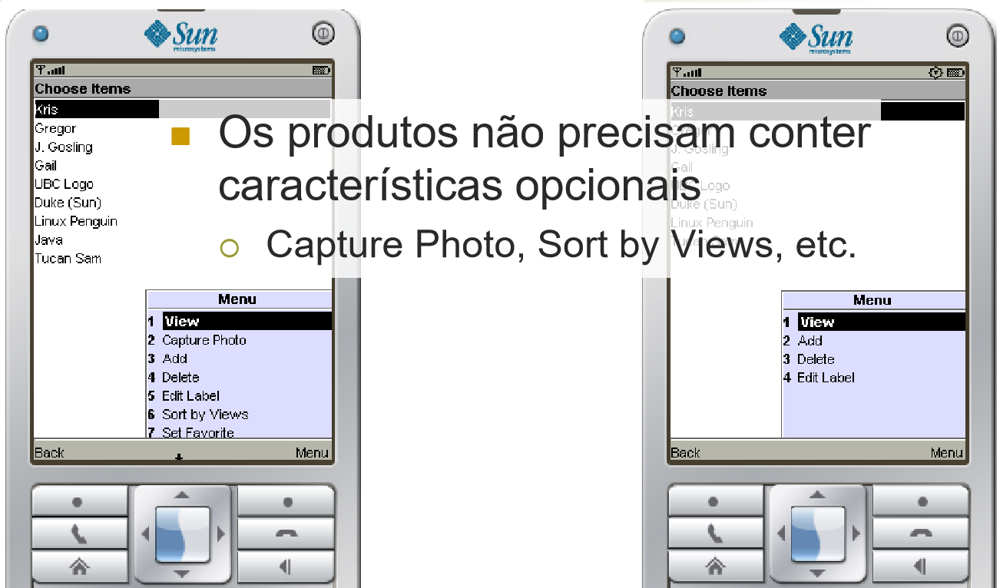 Sun
microsystems
Choose Items
Kris
Gregor
J. Gosling
Gail
UBC Logo
Duke (Sun)
Linux Penguin
Java
Tucan Sam
Menu
1 View
2 Capture Photo
3 Add
4 Delete
5 Edit Label
6 Sort by Views
7 Set Favorite
Back Menu
Os produtos não precisam conter
características opcionais
Capture Photo, Sort by Views, etc.
Sun
microsystems
Choose Items
Kris
J. Gosling
Gail
Logo
Duke (Sun)
Linux Penguin
Menu
1 View
2 Add
3 Delete
4 Edit Label
Back Menu